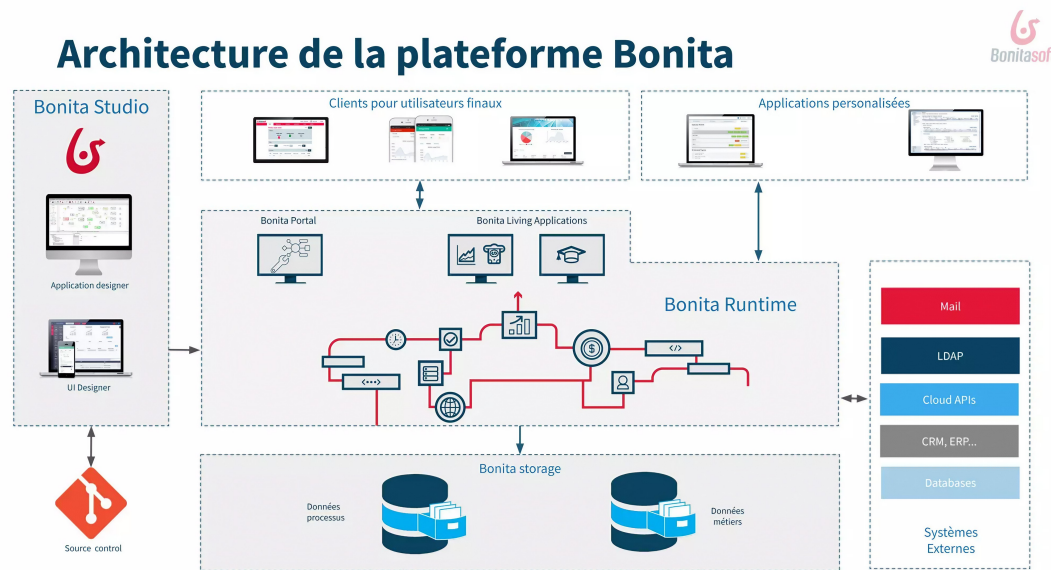 Architecture de la plateforme Bonita
Bonitasof
Bonita Studio
Application designer
UI Designer
Source control
Clients pour utilisateurs finaux
Applications personalisées
Bonita Portal
Bonita Living Applications
Bonita Runtime
$
</>
<•••>
Bonita storage
Données
processus
Données
métiers
Mail
LDAP
Cloud APIs
CRM, ERP...
Databases
Systèmes
Externes